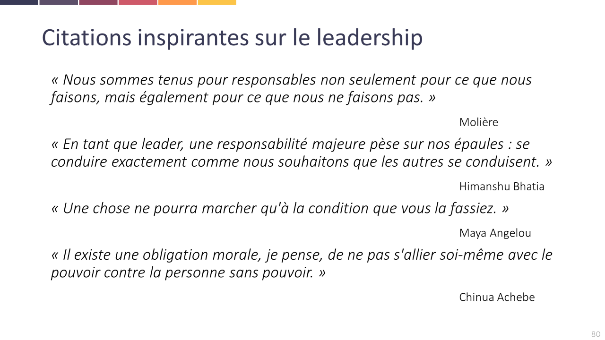 Citations inspirantes sur le leadership
« Nous sommes tenus pour responsables non seulement pour ce que nous
faisons, mais également pour ce que nous ne faisons pas. »
Molière
« En tant que leader, une responsabilité majeure pèse sur nos épaules : se
conduire exactement comme nous souhaitons que les autres se conduisent. »
Himanshu Bhatia
« Une chose ne pourra marcher qu'à la condition que vous la fassiez. »
Maya Angelou
« Il existe une obligation morale, je pense, de ne pas s'allier soi-même avec le
pouvoir contre la personne sans pouvoir. »
Chinua Achebe
80